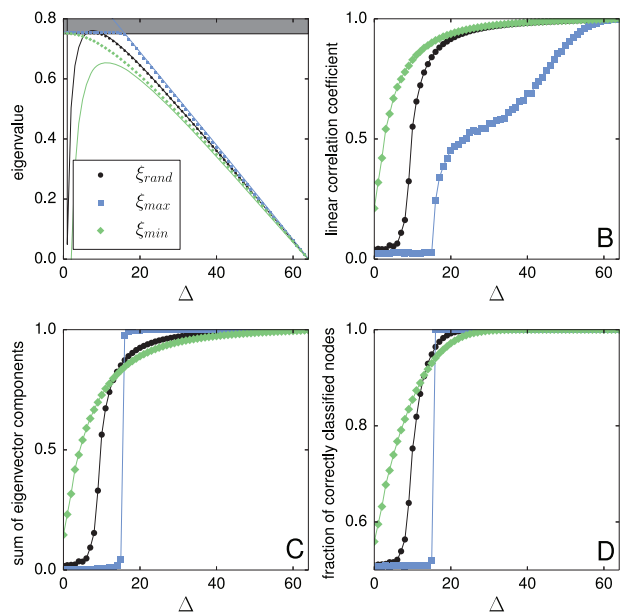 0.8
0.6
0.4
0.2
0.0
eigenvalue
0 20 40 60
Δ
ξrand
ξmax
ξmin
1.0
0.5
0.0
linear correlation coefficient
0 20 40 60
Δ
B
1.0
0.5
0.0
sum of eigenvector components
0 20 40 60
Δ
C
1.0
0.8
0.6
fraction of correctly classified nodes
0 20 40 60
Δ
D